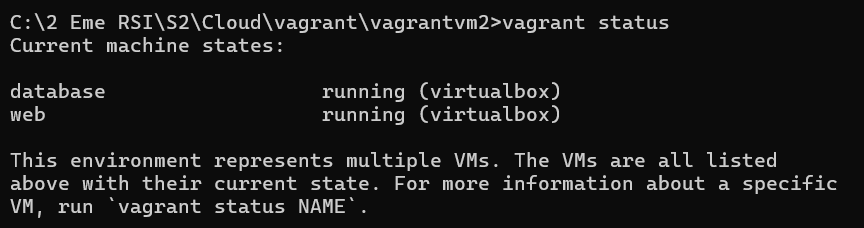 C:\2 Eme RSI\S2\Cloud\vagrant\vagrantvm2>vagrant status
Current machine states:
database                  running (virtualbox)
web                       running (virtualbox)
This environment represents multiple VMs. The VMs are all listed
above with their current state. For more information about a specific
VM, run `vagrant status NAME`.